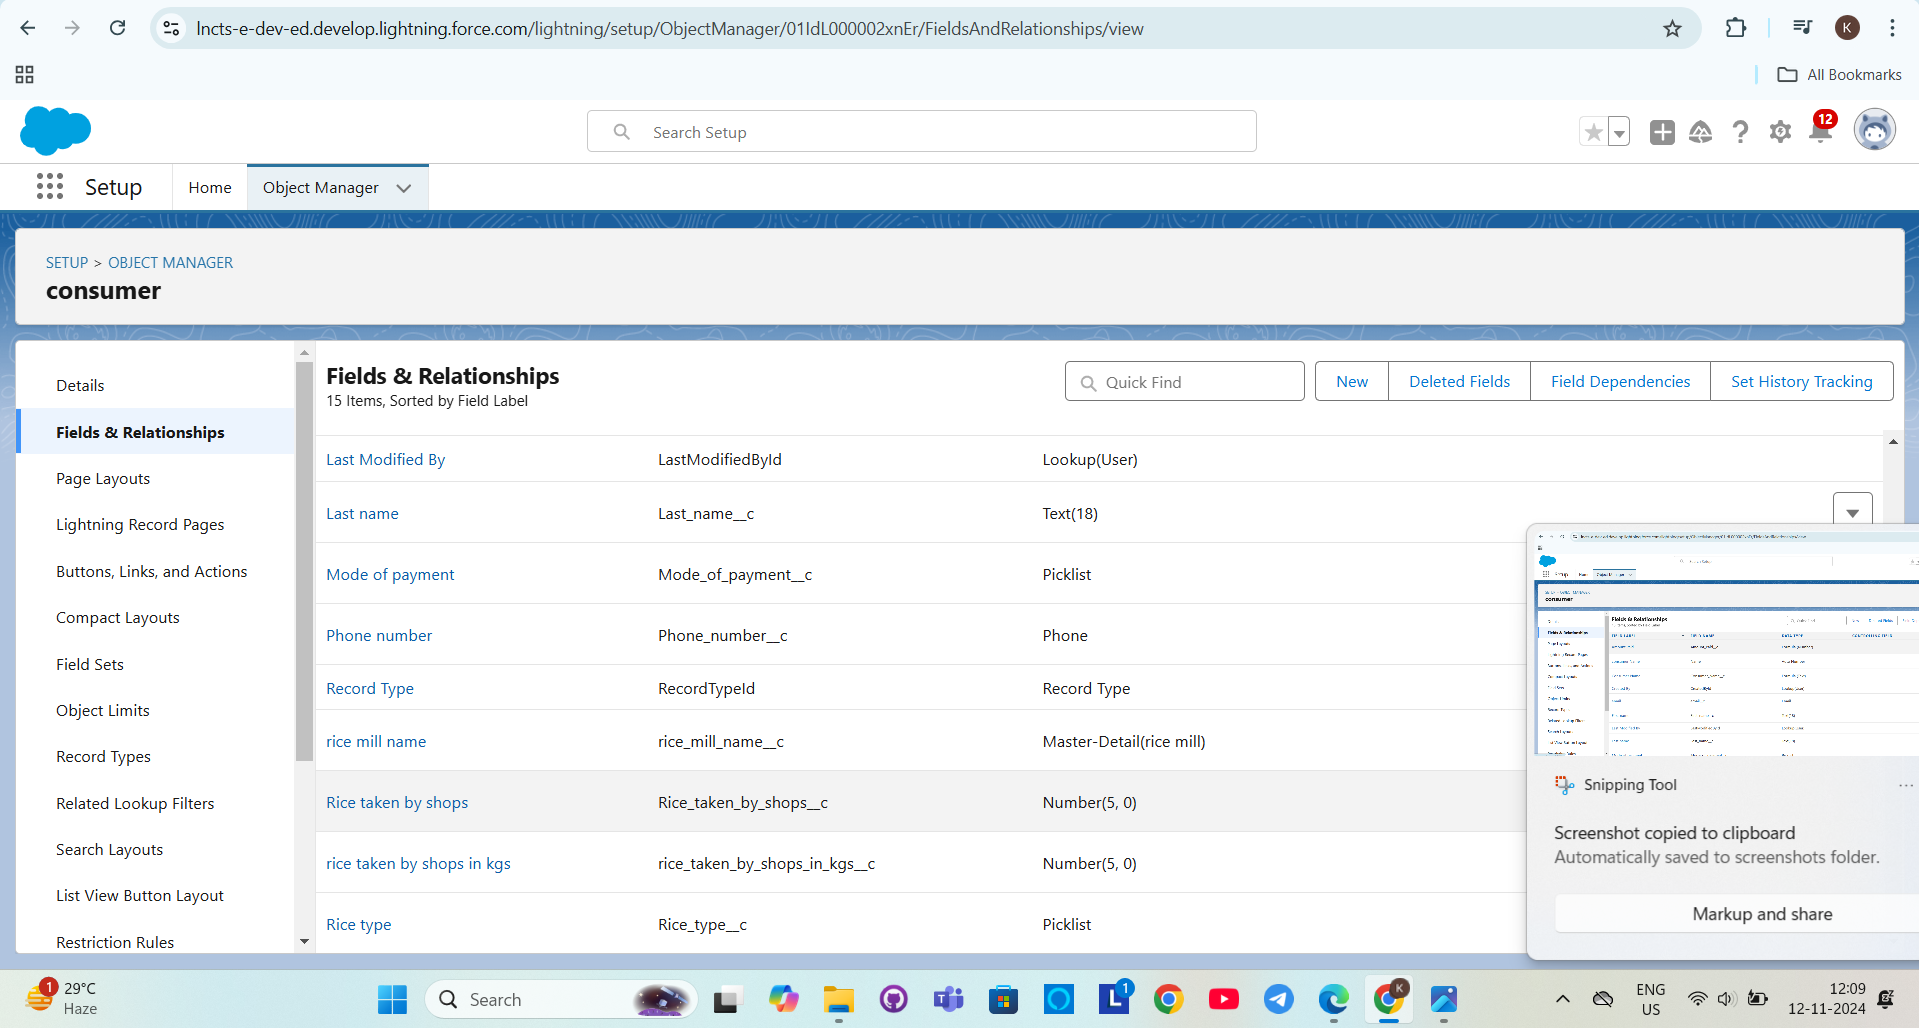 lncts-e-dev-ed.develop.lightning.force.com/lightning/setup/ObjectManager/01IdL000002xnEr/FieldsAndRelationships/view
K
All Bookmarks
Search Setup
12
Setup
Home
Object Manager
SETUP > OBJECT MANAGER
consumer
Details
Fields & Relationships
Page Layouts
Lightning Record Pages
Buttons, Links, and Actions
Compact Layouts
Field Sets
Object Limits
Record Types
Related Lookup Filters
Search Layouts
List View Button Layout
Restriction Rules
Fields & Relationships
15 Items, Sorted by Field Label
Quick Find
New
Deleted Fields
Field Dependencies
Set History Tracking
Last Modified By LastModifiedById Lookup(User)
Last name Last_name__c Text(18)
Mode of payment Mode_of_payment__c Picklist
Phone number Phone_number__c Phone
Record Type RecordTypeId Record Type
rice mill name rice_mill_name__c Master-Detail(rice mill)
Rice taken by shops Rice_taken_by_shops__c Number(5, 0)
rice taken by shops in kgs rice_taken_by_shops_in_kgs__c Number(5, 0)
Rice type Rice_type__c Picklist
consumer
Fields & Relationships
Snipping Tool
Screenshot copied to clipboard
Automatically saved to screenshots folder.
Markup and share
1
29°C
Haze
Search
L
1
K
ENG
US
12:09
12-11-2024